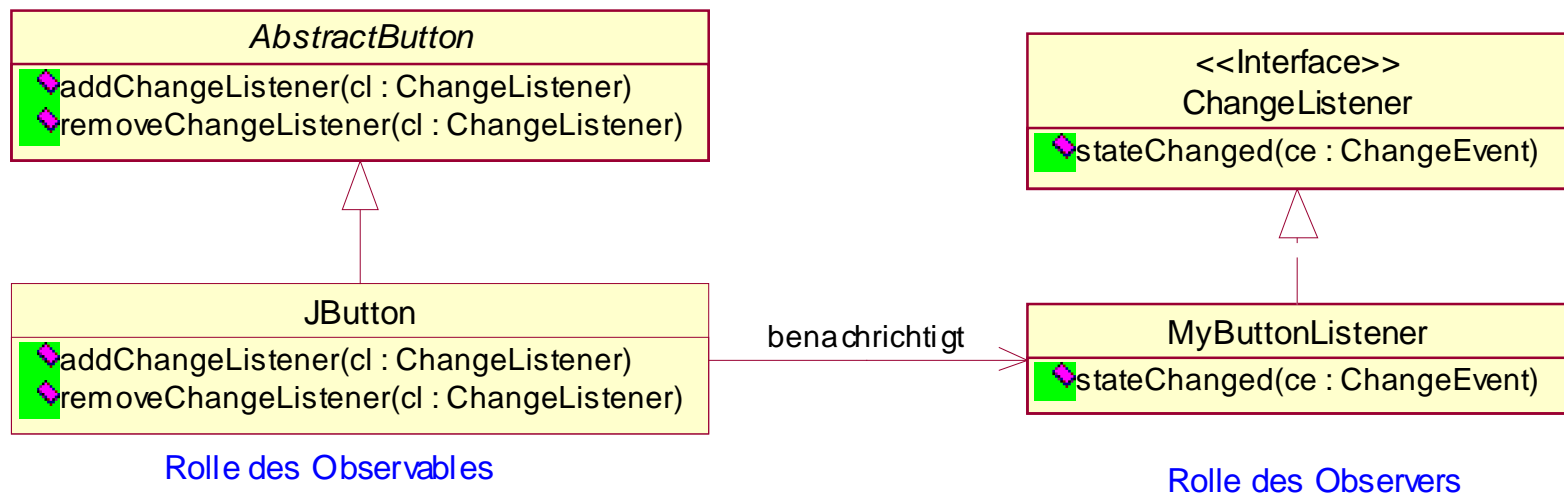 AbstractButton
addChangeListener(cl : ChangeListener)
removeChangeListener(cl : ChangeListener)
<<Interface>>
ChangeListener
stateChanged(ce : ChangeEvent)
JButton
addChangeListener(cl : ChangeListener)
removeChangeListener(cl : ChangeListener)
benachrichtigt
MyButtonListener
stateChanged(ce : ChangeEvent)
Rolle des Observables
Rolle des Observers